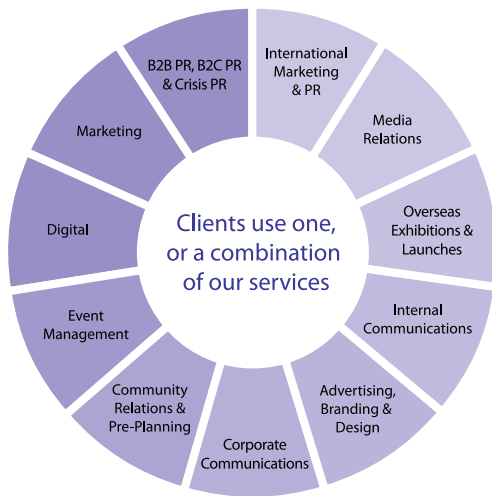 B2B PR, B2C PR
& Crisis PR
International
Marketing
& PR
Media
Relations
Overseas
Exhibitions &
Launches
Internal
Communications
Advertising,
Branding &
Design
Corporate
Communications
Community
Relations &
Pre-Planning
Event
Management
Digital
Marketing
Clients use one,
or a combination
of our services